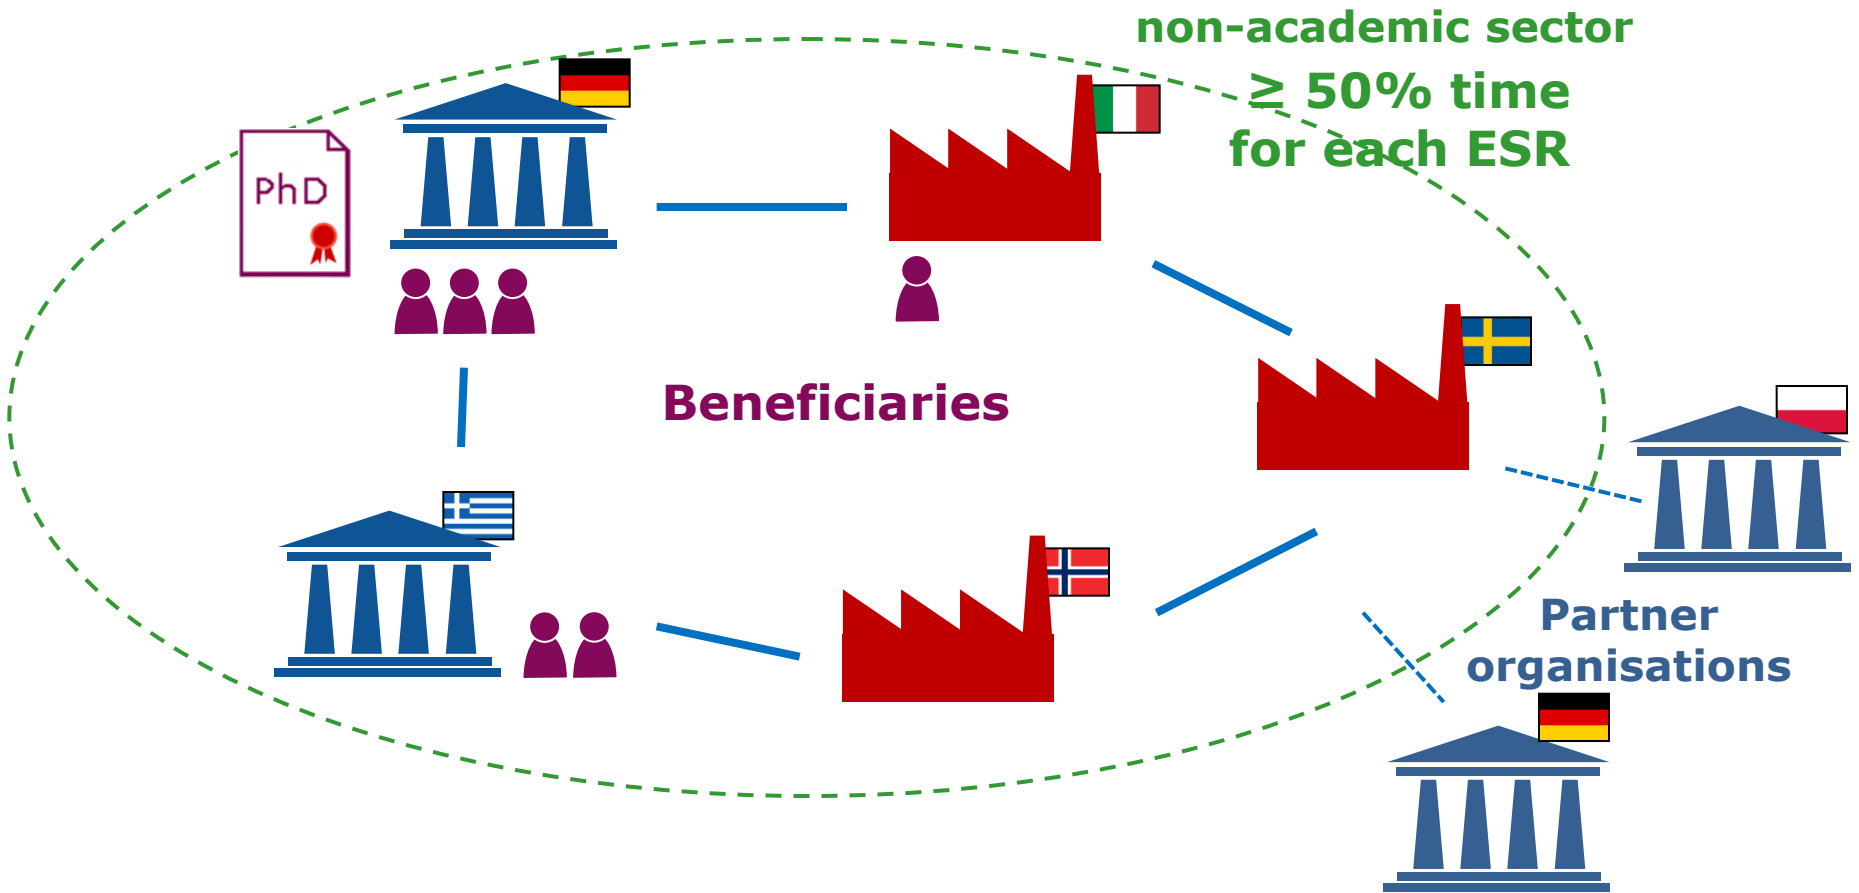 non-academic sector
≥ 50% time
for each ESR
PhD
Beneficiaries
Partner
organisations